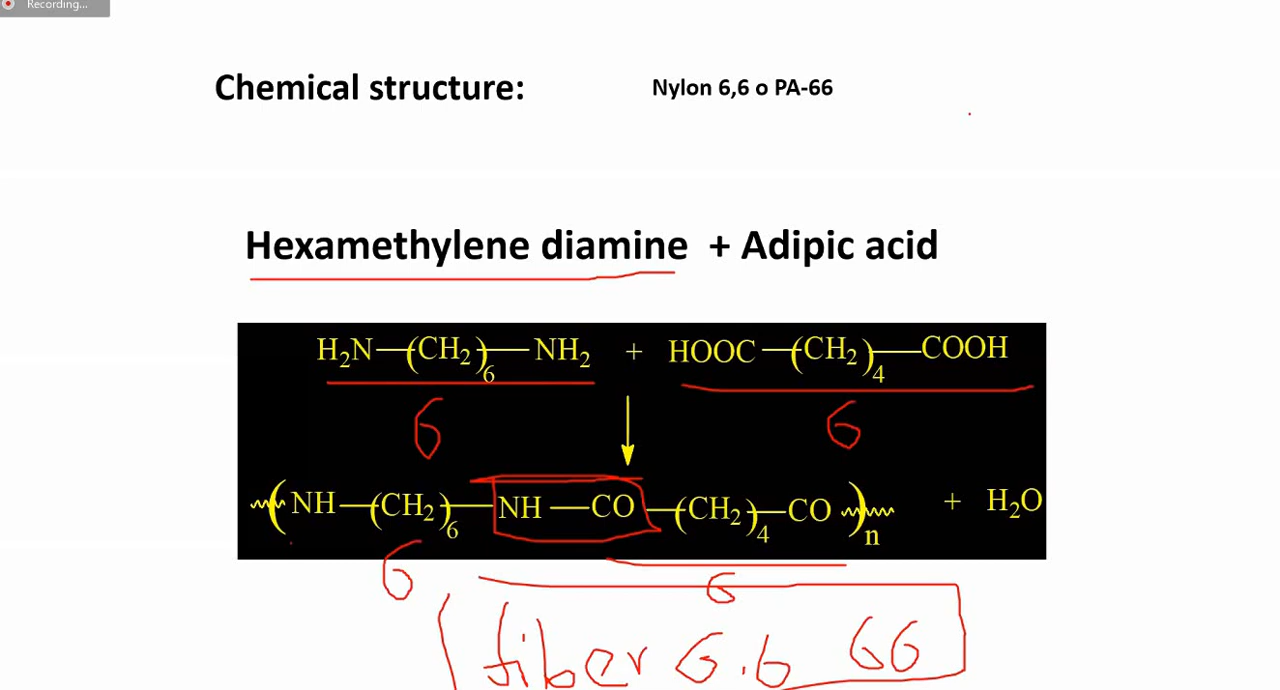 Recording...
Chemical structure: Nylon 6,6 o PA-66
Hexamethylene diamine + Adipic acid
H₂N—(CH₂)₆—NH₂ + HOOC—(CH₂)₄—COOH
6 6
(NH—(CH₂)₆—NH—CO—(CH₂)₄—CO)n + H₂O
6 6
fiber 6.6 66